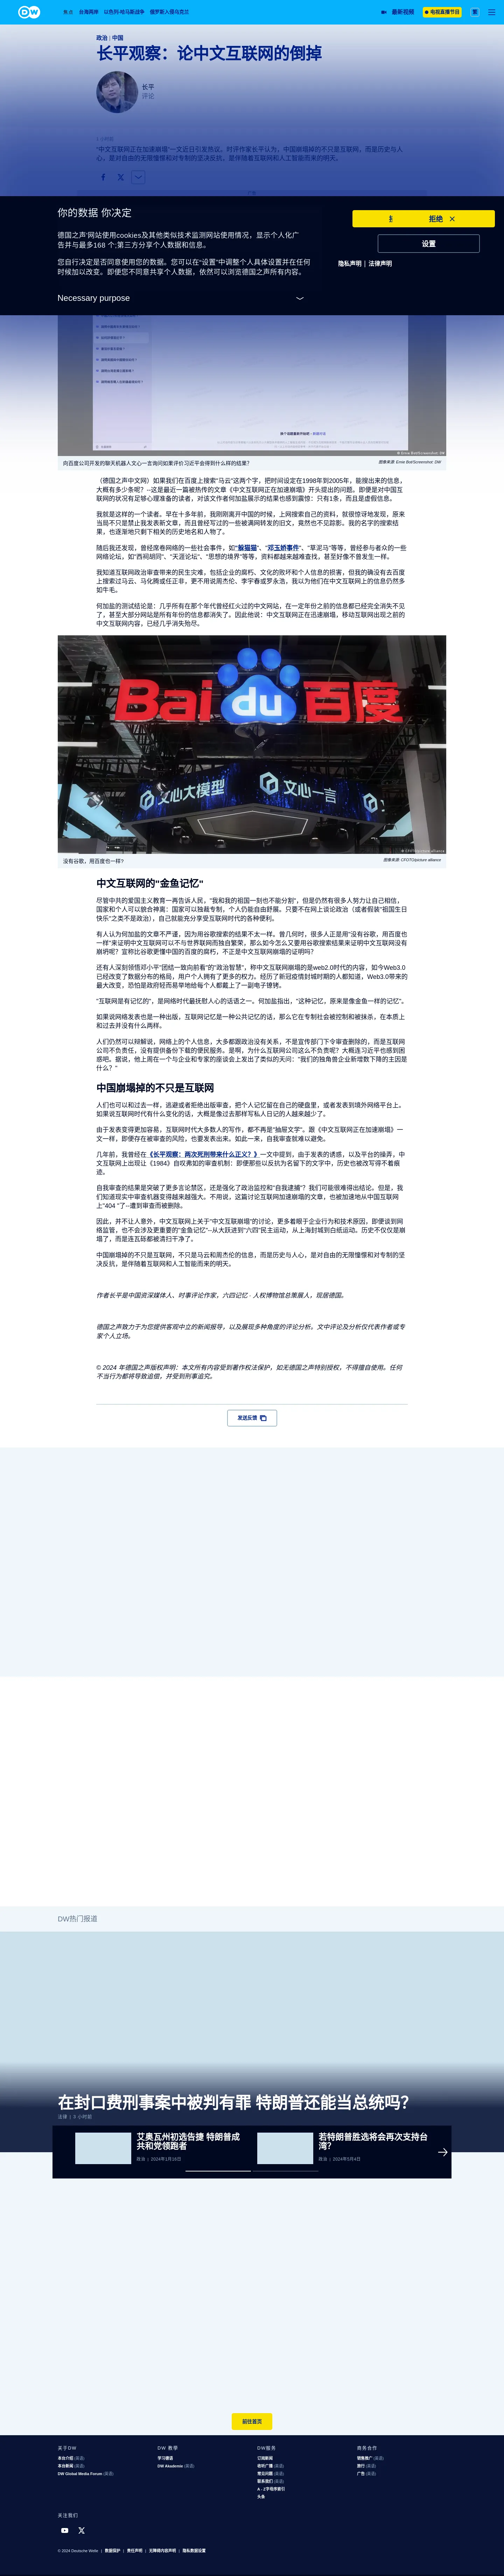 DW
焦点 台海局势 以色列-哈马斯战争 俄罗斯入侵乌克兰
最新视频
电视直播节目
政治 | 中国
长平观察：论中文互联网的倒掉
长平
评论
"中文互联网正在加速崩塌"一文近日引发热议。时评作家长平认为，中国崩塌掉的不只是互联网，而是历史与人
心，是对自由的无限憧憬和对专制的坚决反抗，是伴随着互联网和人工智能而来的明天。
广告
你的数据 你决定
德国之声·网站使用cookies及其他类似技术监测网站使用情况，显示个人化广
告并与最多168 个;第三方分享个人数据和信息。
您自行决定是否同意使用您的数据。您可以在"设置"中调整个人具体设置并在任何
时候加以改变。即便您不同意共享个人数据，依然可以浏览德国之声所有内容。
Necessary purpose
拒绝
设置
隐私声明 | 法律声明
© Ernie Bot/Screenshot: DW
向百度公司开发的聊天机器人文心一言询问如果评价习近平会得到什么样的结果?
图像来源: Ernie Bot/Screenshot: DW
（德国之声中文网）如果我们在百度上搜索"马云"这两个字，把时间设定在1998年到2005年，能搜出来的信息，
大概有多少条呢？--这是最近一篇被热传的文章《中文互联网正在加速崩塌》开头提出的问题。即便是对中国互
联网的现状有足够心理准备的读者，对该文作者何加盐展示的结果也感到震惊：只有1条，而且是虚假信息。
我就是这样的一个读者。早在十多年前，我刚刚离开中国的时候，上网搜索自己的资料，就很惊讶地发现，原来
当局不只是禁止我发表新文章，而且曾经写过的一些被满网转发的旧文，竟然也不见踪影。我的名字的搜索结
果，也逐渐地只剩下相关的历史地名和人物了。
随后我还发现，曾经席卷网络的一些社会事件，如"躲猫猫"、"邓玉娇事件"、"草泥马"等等，曾经参与者众的一些
网络论坛，如"西祠胡同"、"天涯论坛"、"思想的境界"等等，资料都越来越难查找，甚至好像不曾发生一样。
我知道互联网政治审查带来的民生灾难，包括社会企业的腐朽、文化的败坏和个人信息的损害，但我的确没有去百度
上搜索过马云、马化腾或任正非，更不用说周杰伦、李宇春或罗永浩，我以为他们在中文互联网上的信息仍然多
如牛毛。
何加盐的测试结论是：几乎所有在那个年代曾经红火过的中文网站，在一定年份之前的信息都已经完全消失不见
了，甚至大部分网站是所有年份的信息都消失了。因此他说：中文互联网正在迅速崩塌，移动互联网出现之前的
中文互联网内容，已经几乎消失殆尽。
Bai du 百度
文心大模型
文心一言
没有谷歌，用百度也一样?
图像来源: CFOTO/picture alliance
中文互联网的"金鱼记忆"
尽管中共的爱国主义教育一再告诉人民，"我和我的祖国一刻也不能分割"，但是仍然有很多人努力让自己相信，
国家和个人可以貌合神离：国家可以独裁专制，个人仍能自由舒展。只要不在网上谈论政治（或者假装"祖国生日
快乐"之类不是政治），自己就能充分享受互联网时代的各种便利。
有人认为何加盐的文章不严谨，因为用谷歌搜索的结果不太一样。曾几何时，很多人正是用"没有谷歌，用百度也
一样"来证明中文互联网可以不与世界联网而独自繁荣，那么如今怎么又要用谷歌搜索结果来证明中文互联网没有
崩坍呢？宣称比谷歌更懂中国的百度的腐朽，不正是中文互联网崩塌的证明吗？
还有人深刻领悟邓小平"团结一致向前看"的"政治智慧"，称中文互联网崩塌的是web2.0时代的内容，如今Web3.0
已经改变了数据分布的格局，用户个人拥有了更多的权力。经历了新冠疫情封城时期的人都知道，Web3.0带来的
最大改变，恐怕是政府轻而易举地给每个人都戴上了一副电子镣铐。
"互联网是有记忆的"，是网络时代最抚慰人心的话语之一。何加盐指出，"这种记忆，原来是像金鱼一样的记忆"。
如果说网络发表也是一种出版，互联网记忆是一种公共记忆的话，那么它在专制社会被控制和被抹杀，在本质上
和过去并没有什么两样。
人们当然可以辩解说，网络上的个人信息，大多都跟政治没有关系，不是宣传部门下令审查删除的，而是互联网
公司不负责任，没有提供备份下载的便民服务。是啊，为什么互联网公司这么不负责呢？大概连习近平也感到困
惑吧。据说，他上周在一个与企业和专家的座谈会上发出了类似的天问："我们的独角兽企业新增数下降的主因是
什么？"
中国崩塌掉的不只是互联网
人们也可以和过去一样，逃避或者拒绝出版审查，把个人记忆留在自己的硬盘里，或者发表到境外网络平台上。
如果说互联网时代有什么变化的话，大概是像过去那样写私人日记的人越来越少了。
由于发表变得更加容易，互联网时代大多数人的写作，都不再是"抽屉文学"。跟《中文互联网正在加速崩塌》一
文一样，即便存在被审查的风险，也要发表出来。如此一来，自我审查就难以避免。
几年前，我曾经在《长平观察：两次死刑带来什么正义？》一文中提到，由于发表的诱惑，以及平台的操弄，中
文互联网上出现让《1984》自叹弗如的审查机制：即便那些以反抗为名留下的文字中，历史也被改写得不着痕
迹。
自我审查的结果是突破了更多言论禁区，还是强化了政治监控和"自我逮捕"？我们可能很难得出结论。但是，我
们知道现实中审查机器变得越来越强大。不用说，这篇讨论互联网加速崩塌的文章，也被加速地从中国互联网
上"404 "了--遭到审查而被删除。
因此，并不让人意外，中文互联网上关于"中文互联崩塌"的讨论，更多着眼于企业行为和技术原因，即便谈到网
络监管，也不会涉及更重要的"金鱼记忆"--从大跃进到"六四"民主运动，从上海封城到白纸运动，历史不仅仅是崩
塌了，而是连瓦砾都被清扫干净了。
中国崩塌掉的不只是互联网，不只是马云和周杰伦的信息，而是历史与人心，是对自由的无限憧憬和对专制的坚
决反抗，是伴随着互联网和人工智能而来的明天。
作者长平是中国资深媒体人、时事评论作家，六四记忆 · 人权博物馆总策展人，现居德国。
德国之声致力于为您提供客观中立的新闻报导，以及展现多种角度的评论分析。文中评论及分析仅代表作者或专
家个人立场。
© 2024 年德国之声版权声明：本文所有内容受到著作权法保护，如无德国之声特别授权，不得擅自使用。任何
不当行为都将导致追偿，并受到刑事追究。
发送反馈
DW热门报道
在封口费刑事案中被判有罪 特朗普还能当总统吗？
法律 | 3 小时前
艾奥瓦州初选告捷 特朗普成
共和党领跑者
政治 | 2024年1月16日
若特朗普胜选将会再次支持台
湾？
政治 | 2024年5月4日
前往首页
关于DW
本台介绍 (英语)
本台新闻 (英语)
DW Global Media Forum (英语)
DW 教学
学习德语
DW Akademie (英语)
DW服务
订阅新闻
收听广播 (英语)
常见问题 (英语)
联系我们 (英语)
A - Z字母序索引
头条
商务合作
销售推广 (英语)
旅行 (英语)
广告 (英语)
关注我们
© 2024 Deutsche Welle | 数据保护 | 责任声明 | 无障碍内容声明 | 隐私数据设置